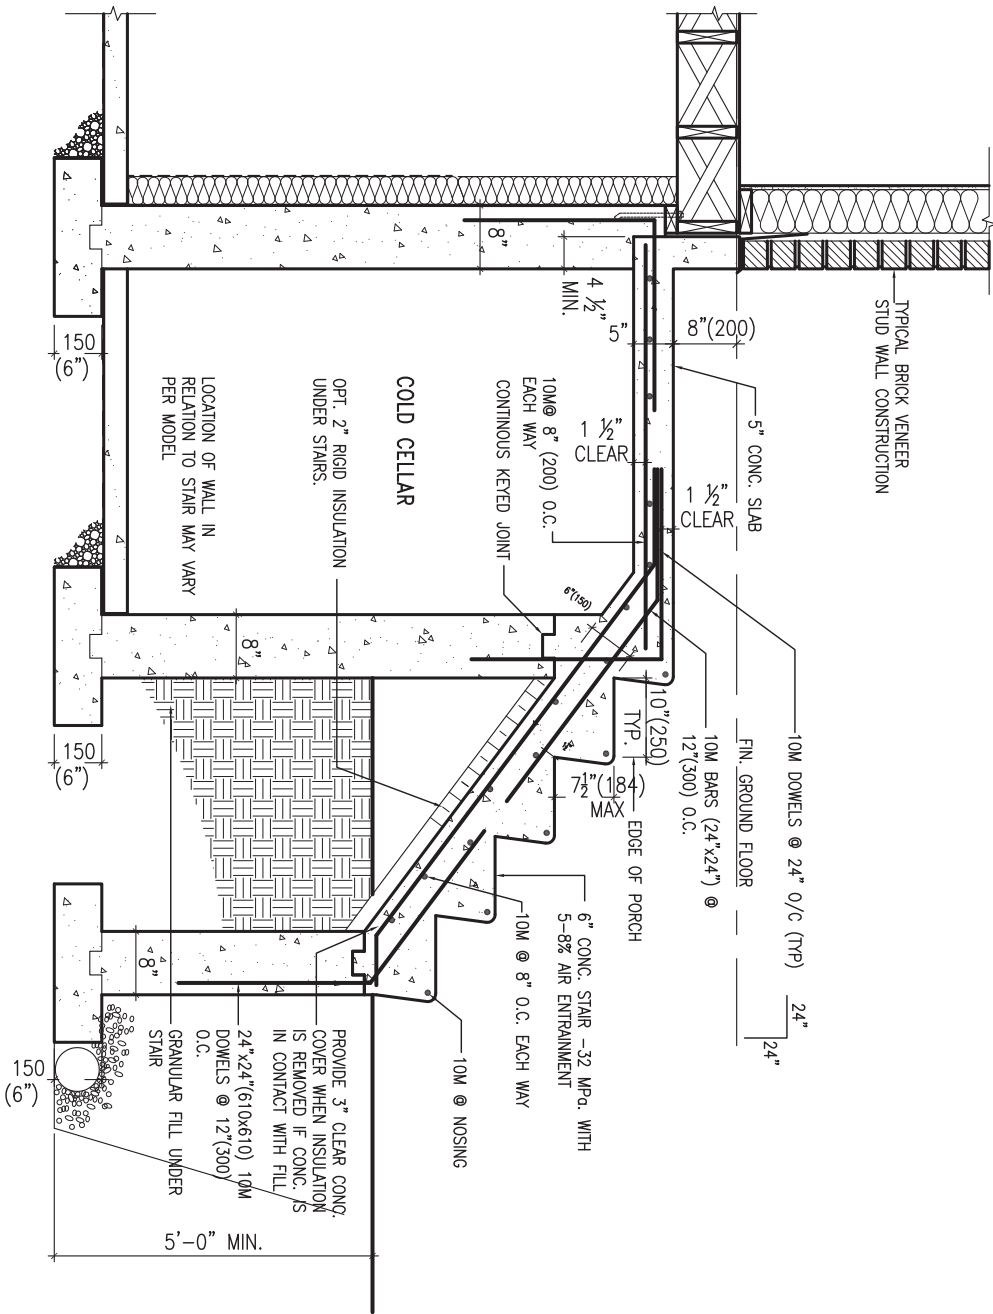 TYPICAL BRICK VENEER
STUD WALL CONSTRUCTION
8"(200)
5" CONC. SLAB
5"
4 ½"
MIN.
8"
1 ½"
CLEAR
1 ½"
CLEAR
10M@ 8" (200) O.C.
EACH WAY
CONTINOUS KEYED JOINT
COLD CELLAR
OPT. 2" RIGID INSULATION
UNDER STAIRS.
LOCATION OF WALL IN
RELATION TO STAIR MAY VARY
PER MODEL
150
(6")
6"(150)
8"
10M DOWELS @ 24" O/C (TYP)
24"
24"
FIN. GROUND FLOOR
10M BARS (24"x24") @
12"(300) O.C.
10"(250)
TYP.
7½"(184)
MAX
EDGE OF PORCH
6" CONC. STAIR -32 MPa. WITH
5-8% AIR ENTRAINMENT
10M @ 8" O.C. EACH WAY
10M @ NOSING
150
(6")
8"
PROVIDE 3" CLEAR CONC.
COVER WHEN INSULATION
IS REMOVED IF CONC. IS
IN CONTACT WITH FILL
24"x24"(610x610) 10M
DOWELS @ 12"(300)
O.C.
GRANULAR FILL UNDER
STAIR
150
(6")
5'-0" MIN.